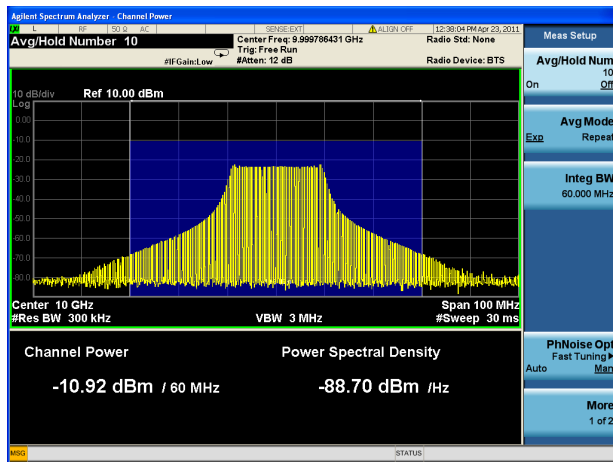 Agilent Spectrum Analyzer - Channel Power
LXI L RF 50 Ω AC SENSE:EXT ALIGN OFF 12:38:04 PM Apr 23, 2011
Avg/Hold Number 10
Center Freq: 9.999786431 GHz
Radio Std: None
Trig: Free Run
#IFGain:Low
#Atten: 12 dB
Radio Device: BTS
10 dB/div
Ref 10.00 dBm
Log
0.00
-10.0
-20.0
-30.0
-40.0
-50.0
-60.0
-70.0
-80.0
Center 10 GHz
Span 100 MHz
#Res BW 300 kHz
VBW 3 MHz
#Sweep 30 ms
Channel Power
Power Spectral Density
-10.92 dBm / 60 MHz
-88.70 dBm /Hz
MSG
STATUS
Meas Setup
Avg/Hold Num
10
On Off
Avg Mode
Exp Repeat
Integ BW
60.000 MHz
PhNoise Opt
Fast Tuning
Auto Man
More
1 of 2